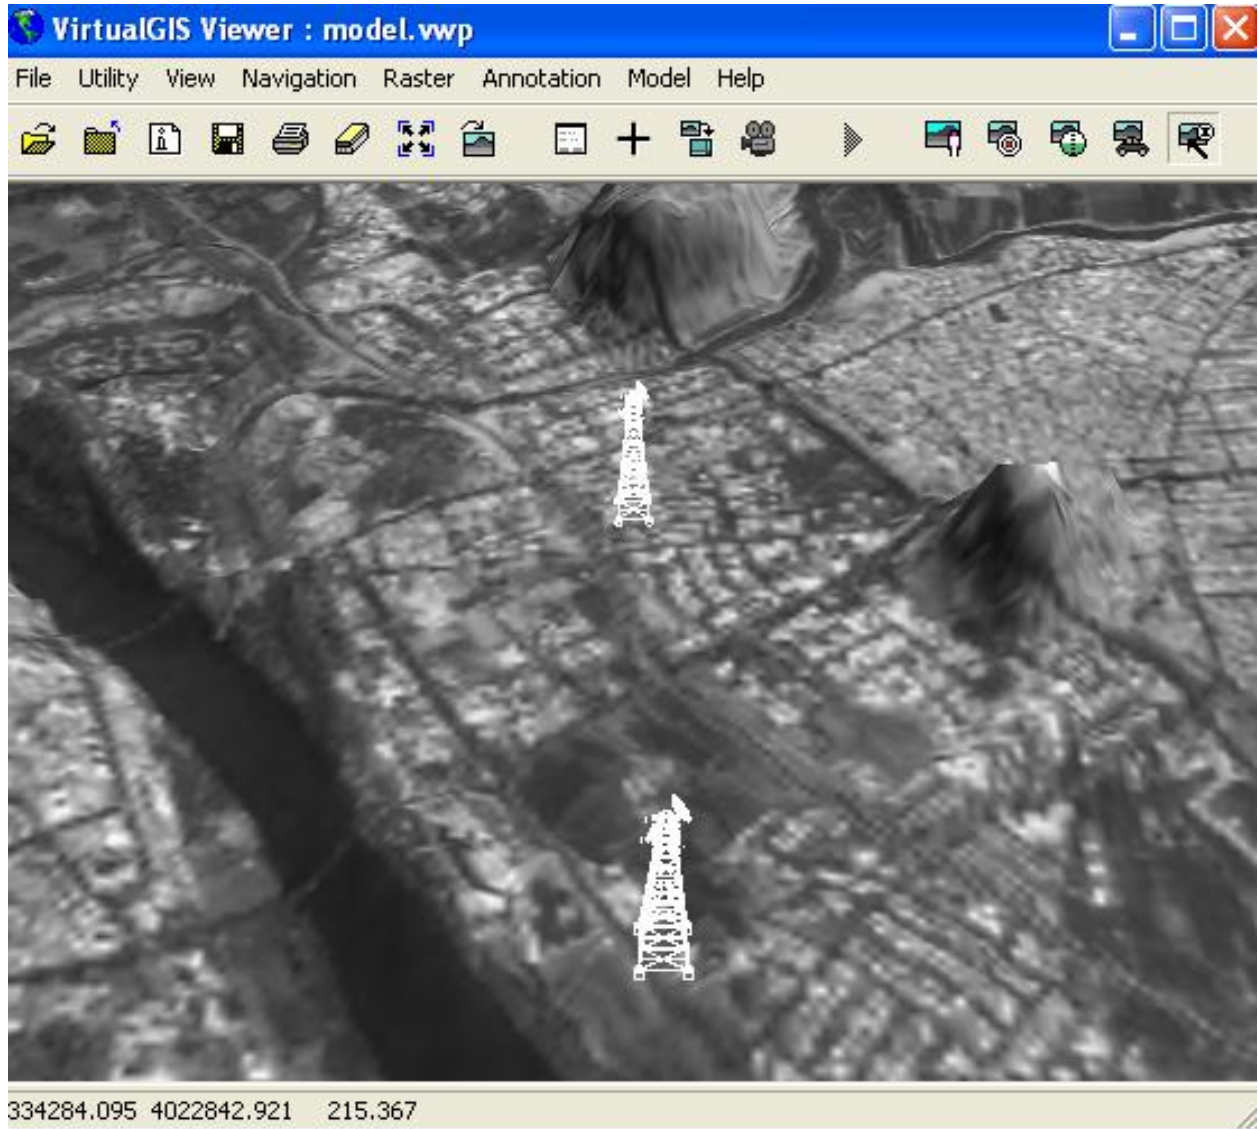 VirtualGIS Viewer : model.vwp
File Utility View Navigation Raster Annotation Model Help
334284.095 4022842.921 215.367